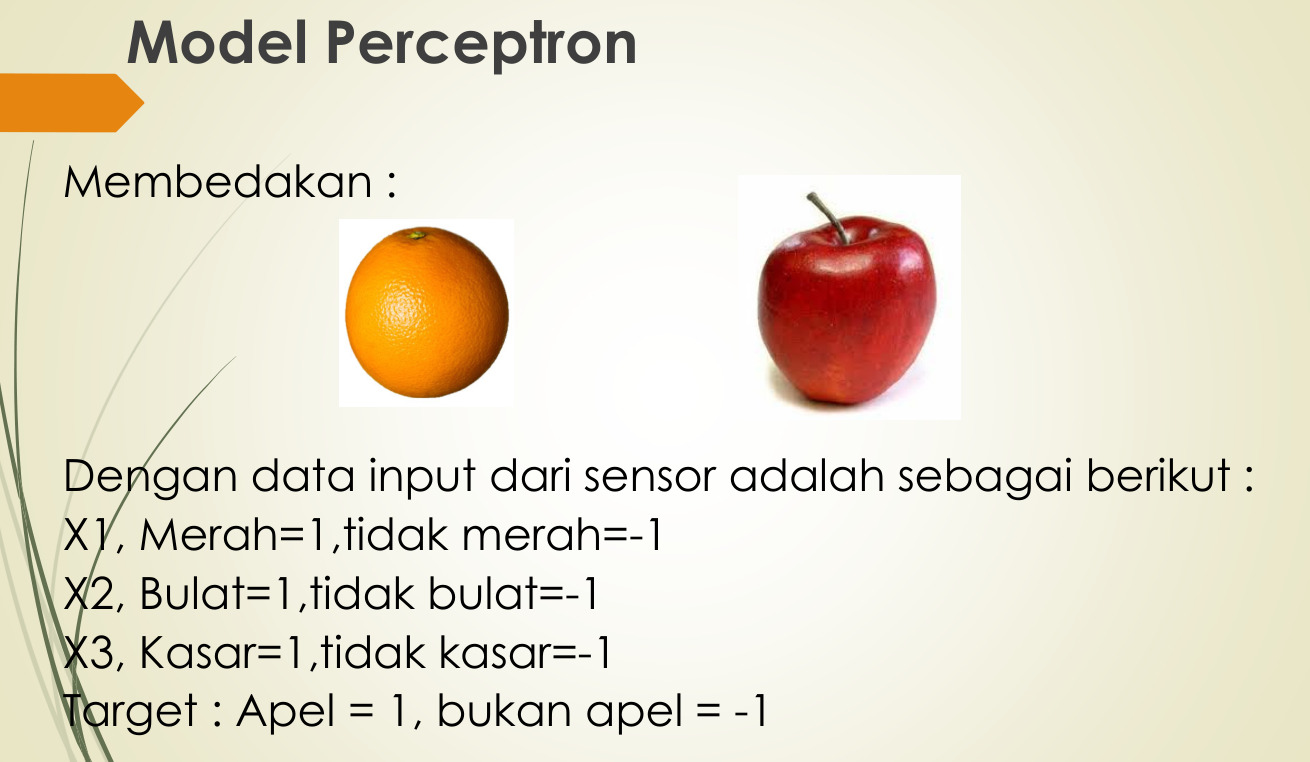 Model Perceptron
Membedakan :
Dengan data input dari sensor adalah sebagai berikut :
X1, Merah=1,tidak merah=-1
X2, Bulat=1,tidak bulat=-1
X3, Kasar=1,tidak kasar=-1
Target : Apel = 1, bukan apel = -1